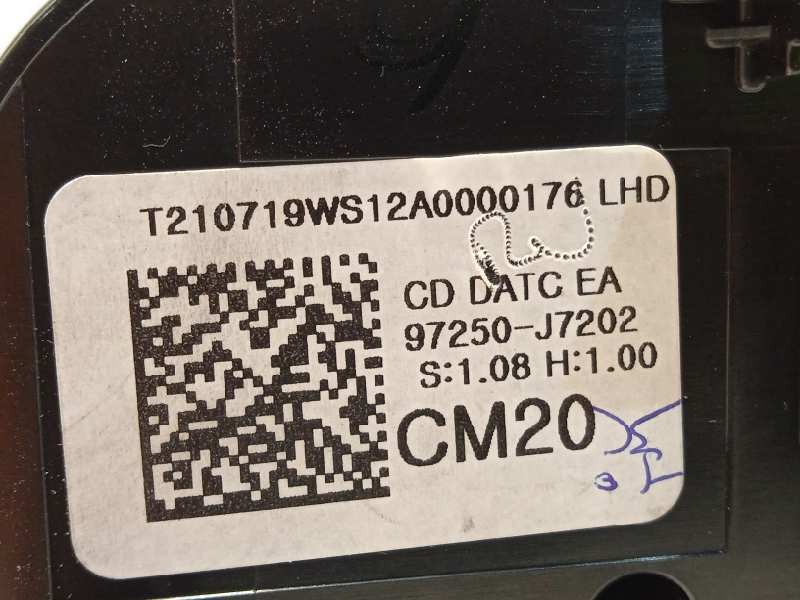 T210719WS12A0000176 LHD
CD DATC EA
97250-J7202
S:1.08 H:1.00
CM20